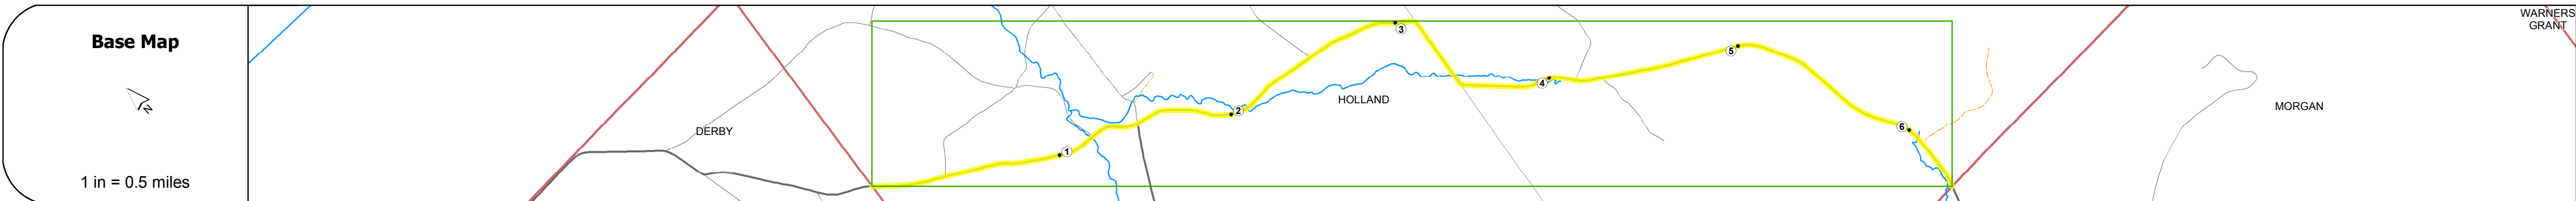 Base Map
N
1 in = 0.5 miles
DERBY
1
2
3
HOLLAND
4
5
6
MORGAN
WARNERS
GRANT